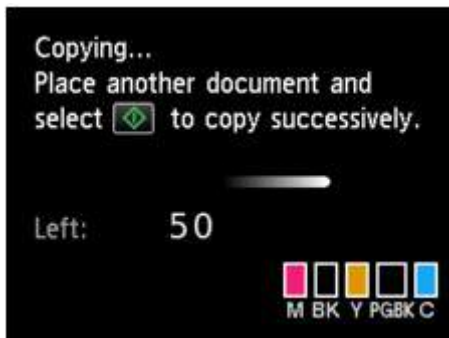 Copying...
Place another document and
select to copy successively.
Left: 50
M BK Y PGBK C